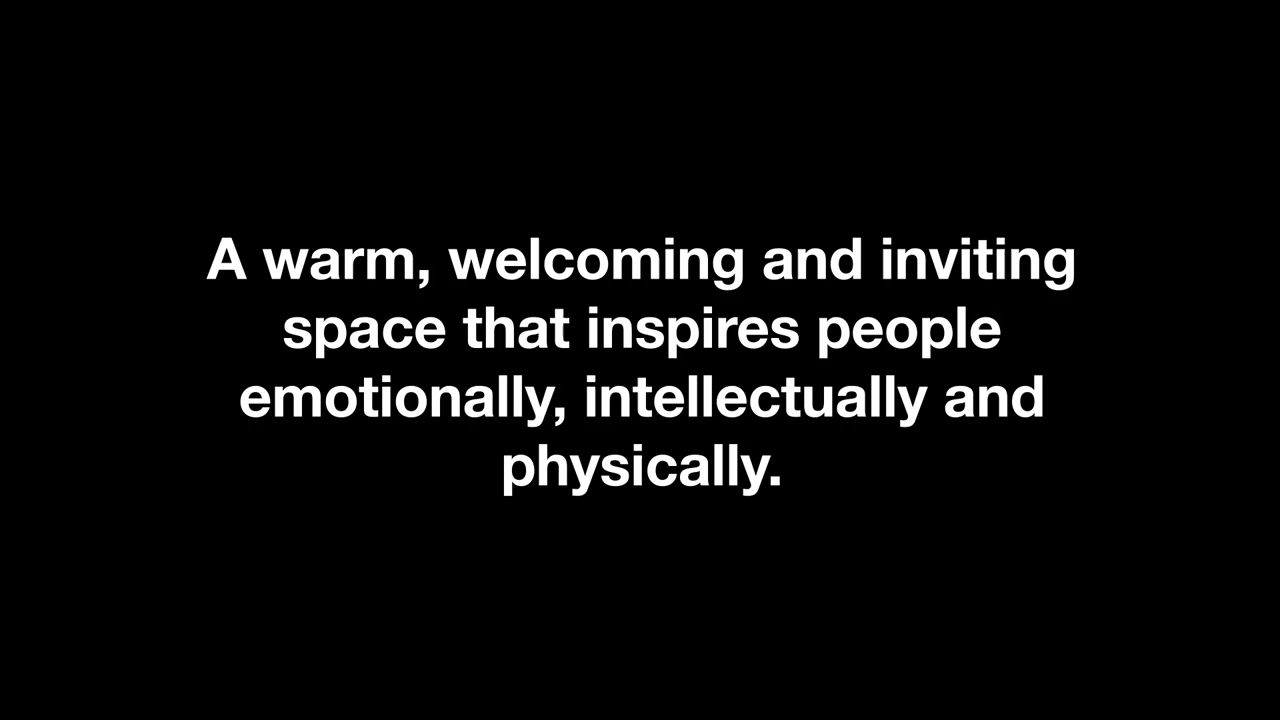 A warm, welcoming and inviting
space that inspires people
emotionally, intellectually and
physically.